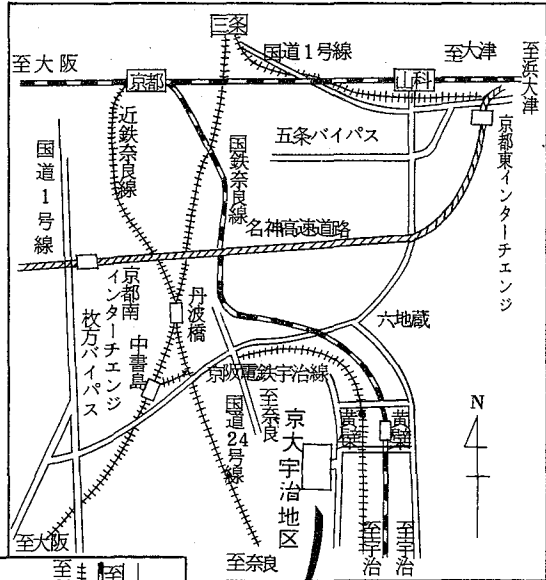 三条
国道1号線
至大津
至浜大津
至大阪
京都
山科
近鉄奈良線
国鉄奈良線
五条バイパス
京都東インターチェンジ
国道1号線
名神高速道路
京都南インターチェンジ
枚方バイパス
中書島
丹波橋
六地蔵
京阪電鉄宇治線
国道24号線
至奈良
京大宇治地区
黄檗
黄檗
N
至大阪
至奈良
至宇治
至宇治